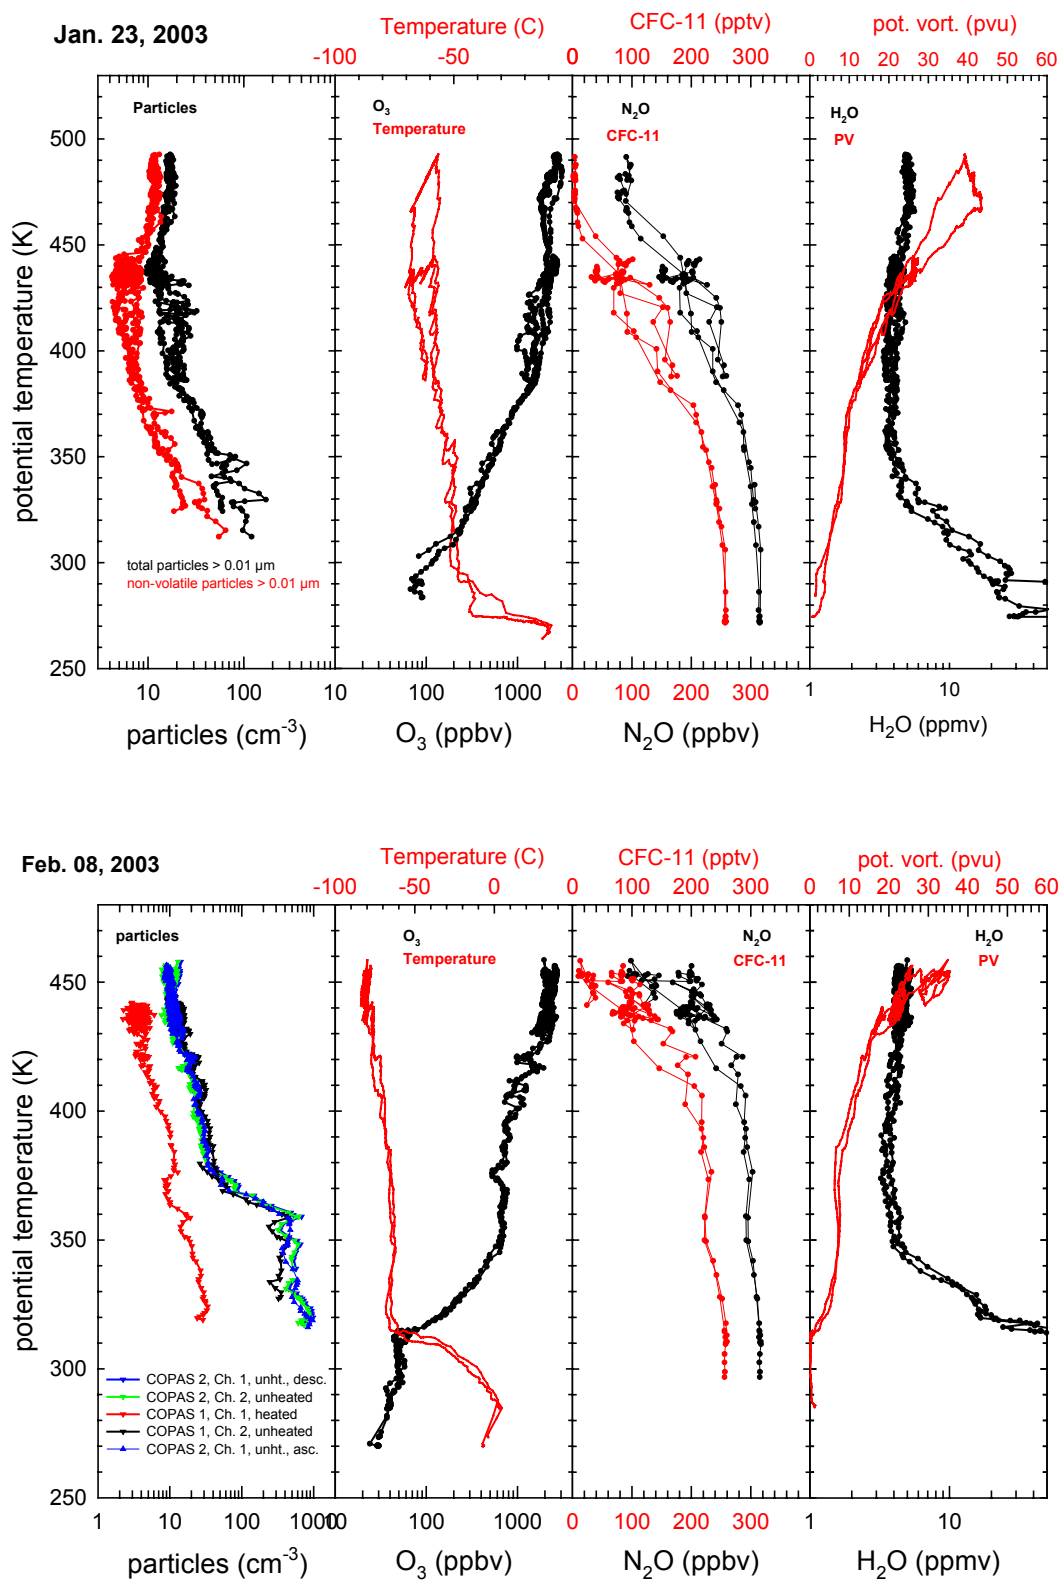 Jan. 23, 2003
Temperature (C)
CFC-11 (pptv)
pot. vort. (pvu)
-100 -50 0
0 100 200 300
0 10 20 30 40 50 60
Particles
O3
Temperature
N2O
CFC-11
H2O
PV
potential temperature (K)
500
450
400
350
300
250
total particles > 0.01 µm
non-volatile particles > 0.01 µm
10 100
100 1000
0 100 200 300
1 10
particles (cm-3)
O3 (ppbv)
N2O (ppbv)
H2O (ppmv)
Feb. 08, 2003
Temperature (C)
CFC-11 (pptv)
pot. vort. (pvu)
-100 -50 0
0 100 200 300
0 10 20 30 40 50 60
particles
O3
Temperature
N2O
CFC-11
H2O
PV
potential temperature (K)
450
400
350
300
250
COPAS 2, Ch. 1, unht., desc.
COPAS 2, Ch. 2, unheated
COPAS 1, Ch. 1, heated
COPAS 1, Ch. 2, unheated
COPAS 2, Ch. 1, unht., asc.
1 10 100 1000
100 1000
0 100 200 300
1 10
particles (cm-3)
O3 (ppbv)
N2O (ppbv)
H2O (ppmv)